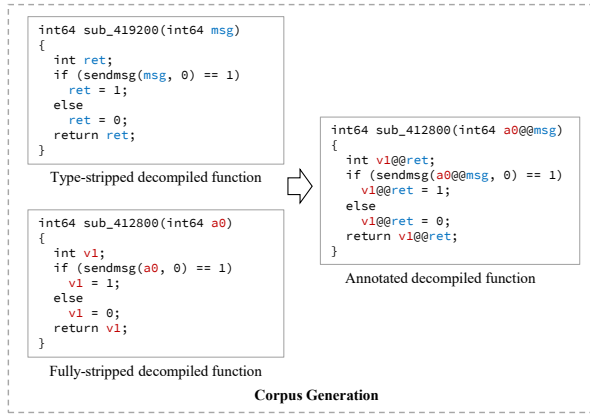 int64 sub_419200(int64 msg)
{
  int ret;
  if (sendmsg(msg, 0) == 1)
    ret = 1;
  else
    ret = 0;
  return ret;
}
Type-stripped decompiled function
int64 sub_412800(int64 a0)
{
  int v1;
  if (sendmsg(a0, 0) == 1)
    v1 = 1;
  else
    v1 = 0;
  return v1;
}
Fully-stripped decompiled function
int64 sub_412800(int64 a0@@msg)
{
  int v1@@ret;
  if (sendmsg(a0@@msg, 0) == 1)
    v1@@ret = 1;
  else
    v1@@ret = 0;
  return v1@@ret;
}
Annotated decompiled function
Corpus Generation